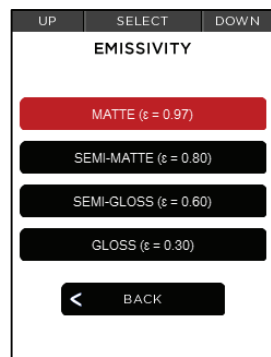 UP SELECT DOWN
EMISSIVITY
MATTE (ε = 0.97)
SEMI-MATTE (ε = 0.80)
SEMI-GLOSS (ε = 0.60)
GLOSS (ε = 0.30)
< BACK